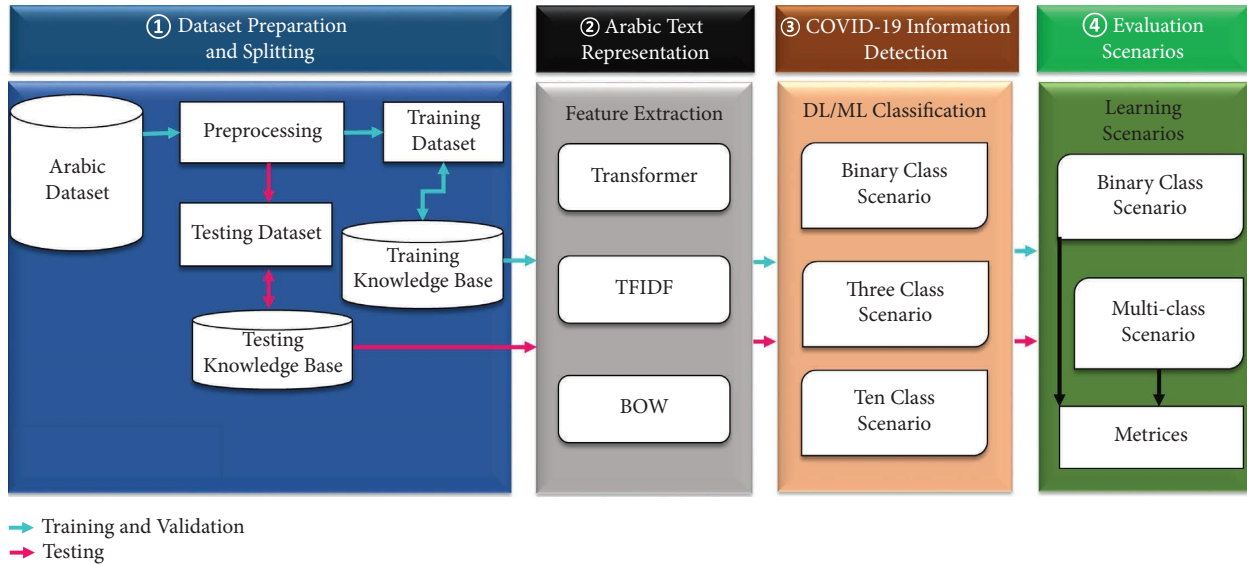 ① Dataset Preparation
and Splitting
② Arabic Text
Representation
③ COVID-19 Information
Detection
④ Evaluation
Scenarios
Arabic
Dataset
Preprocessing
Training
Dataset
Testing Dataset
Training
Knowledge Base
Testing
Knowledge Base
Feature Extraction
Transformer
TFIDF
BOW
DL/ML Classification
Binary Class
Scenario
Three Class
Scenario
Ten Class
Scenario
Learning
Scenarios
Binary Class
Scenario
Multi-class
Scenario
Metrices
Training and Validation
Testing